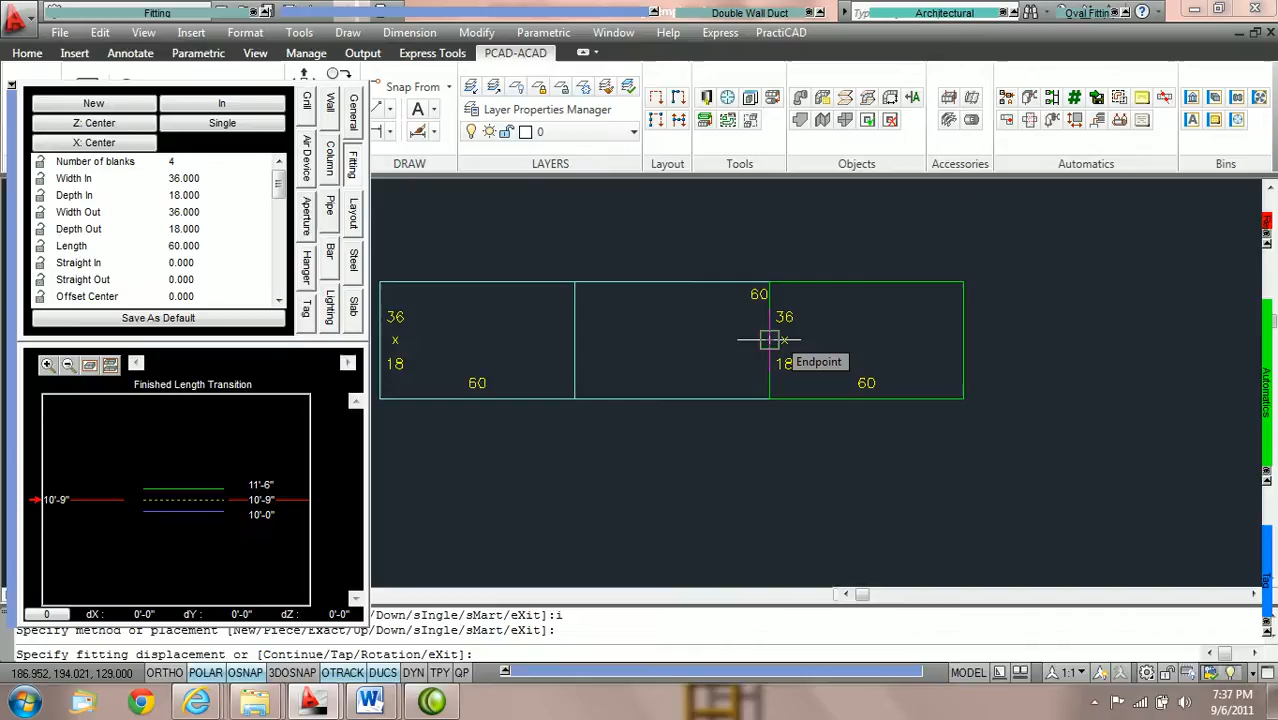 Fitting
Double Wall Duct
Architectural
Oval Fittin
File Edit View Insert Format Tools Draw Dimension Modify Parametric Window Help Express PractiCAD
Home Insert Annotate Parametric View Manage Output Express Tools PCAD-ACAD
New In
Z: Center Single
X: Center
Number of blanks 4
Width In 36.000
Depth In 18.000
Width Out 36.000
Depth Out 18.000
Length 60.000
Straight In 0.000
Straight Out 0.000
Offset Center 0.000
Save As Default
Grill
Air Device
Aperture
Hanger
Tag
Wall
Column
Pipe
Bar
Lighting
General
Fitting
Layout
Steel
Slab
Snap From
A
Layer Properties Manager
0
DRAW LAYERS Layout Tools Objects Accessories Automatics Bins
Finished Length Transition
11'-6"
10'-9" 10'-9"
10'-0"
0 dX : 0'-0" dY : 0'-0" dZ : 0'-0"
36
x
18
60
60
36
x
18
60
Endpoint
Automatics
Tag
/Down/sIngle/sMart/eXit]:i
Specify method of placement [New/Piece/Exact/Up/Down/sIngle/sMart/eXit]:
Specify fitting displacement or [Continue/Tap/Rotation/eXit]:
186.952, 194.021, 129.000 ORTHO POLAR OSNAP 3DOSNAP OTRACK DUCS DYN TPY QP MODEL 1:1
7:37 PM
9/6/2011